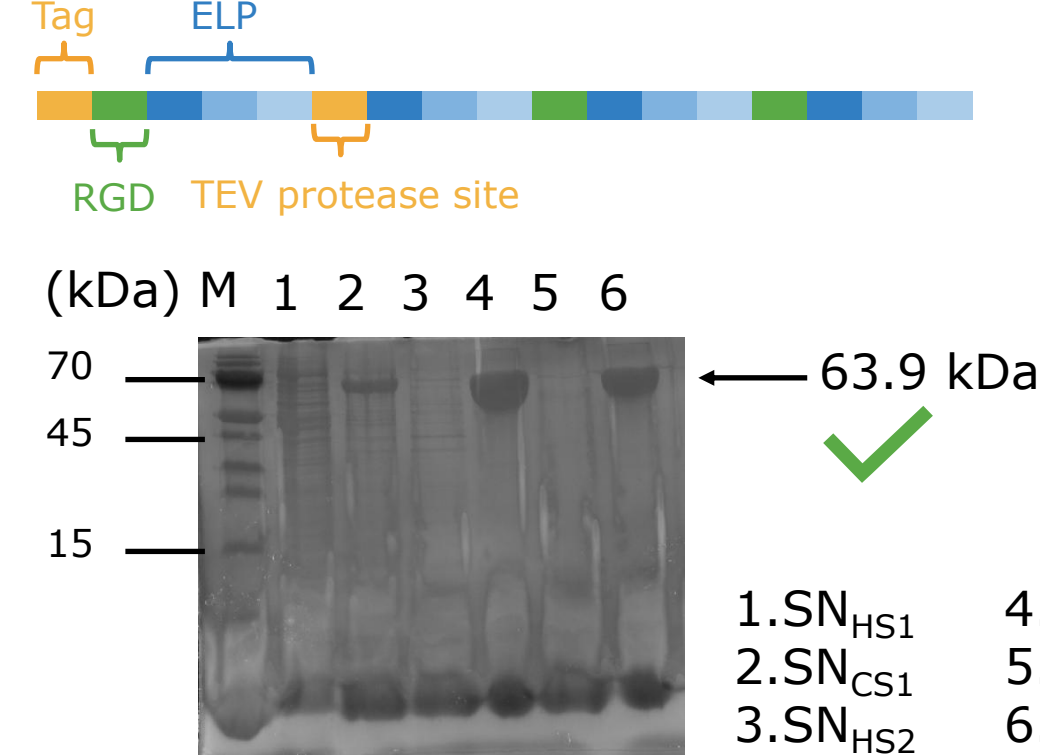 Tag ELP
RGD TEV protease site
(kDa) M 1 2 3 4 5 6
70
63.9 kDa
45
15
1.SNHS1 4
2.SNCS1 5
3.SNHS2 6